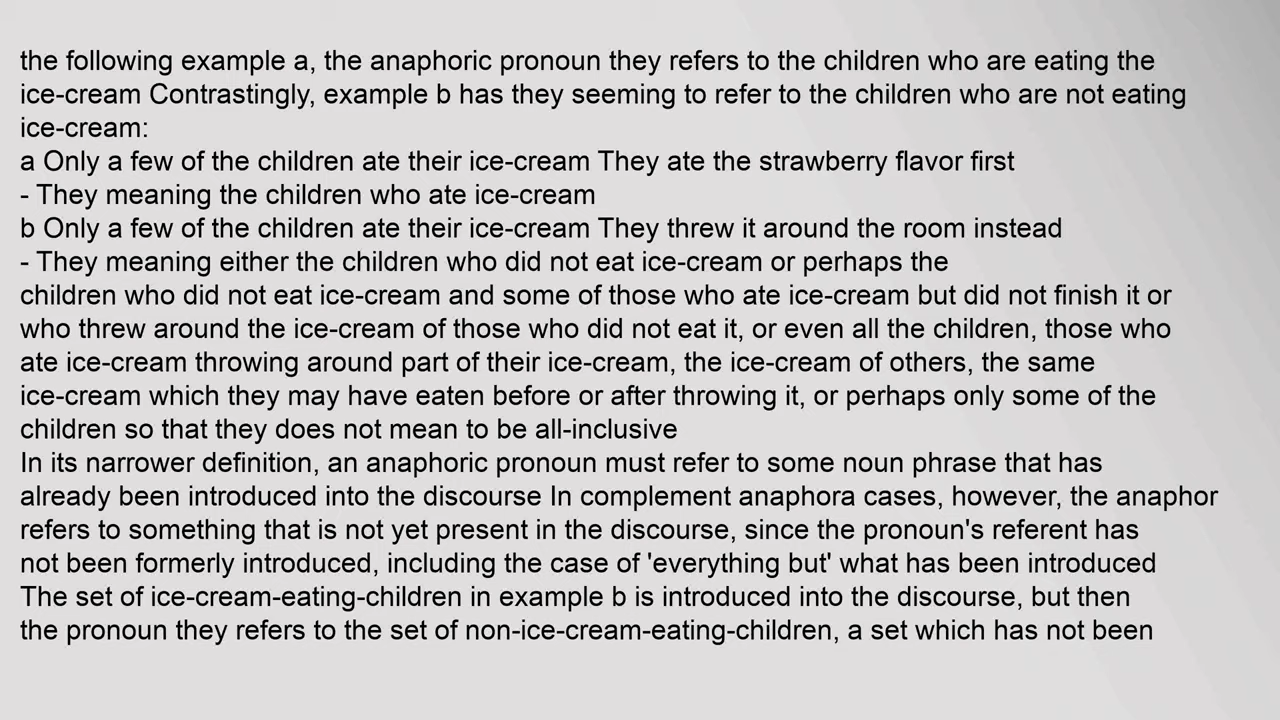 the following example a, the anaphoric pronoun they refers to the children who are eating the
ice-cream Contrastingly, example b has they seeming to refer to the children who are not eating
ice-cream:
a Only a few of the children ate their ice-cream They ate the strawberry flavor first
- They meaning the children who ate ice-cream
b Only a few of the children ate their ice-cream They threw it around the room instead
- They meaning either the children who did not eat ice-cream or perhaps the
children who did not eat ice-cream and some of those who ate ice-cream but did not finish it or
who threw around the ice-cream of those who did not eat it, or even all the children, those who
ate ice-cream throwing around part of their ice-cream, the ice-cream of others, the same
ice-cream which they may have eaten before or after throwing it, or perhaps only some of the
children so that they does not mean to be all-inclusive
In its narrower definition, an anaphoric pronoun must refer to some noun phrase that has
already been introduced into the discourse In complement anaphora cases, however, the anaphor
refers to something that is not yet present in the discourse, since the pronoun's referent has
not been formerly introduced, including the case of 'everything but' what has been introduced
The set of ice-cream-eating-children in example b is introduced into the discourse, but then
the pronoun they refers to the set of non-ice-cream-eating-children, a set which has not been